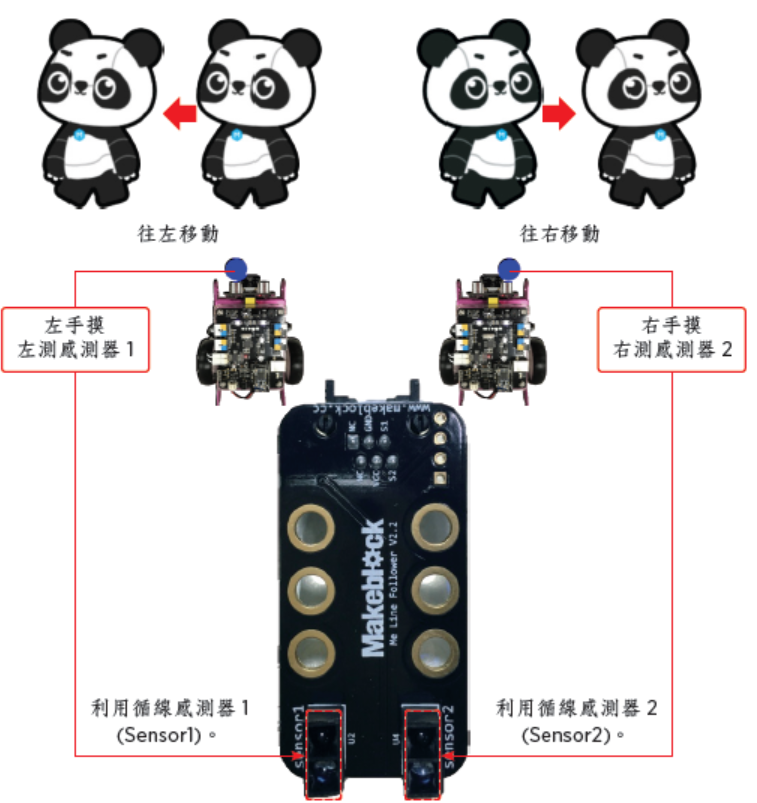 往左移動
往右移動
左手摸
左測感測器1
右手摸
右測感測器2
www.makeblock.cc
NC
GND
S1
NC
VCC
S2
Makeblock
Me Line Follower V2.2
利用循線感測器1
(Sensor1)。
利用循線感測器2
(Sensor2)。
sensor1
U2
U4
sensor2